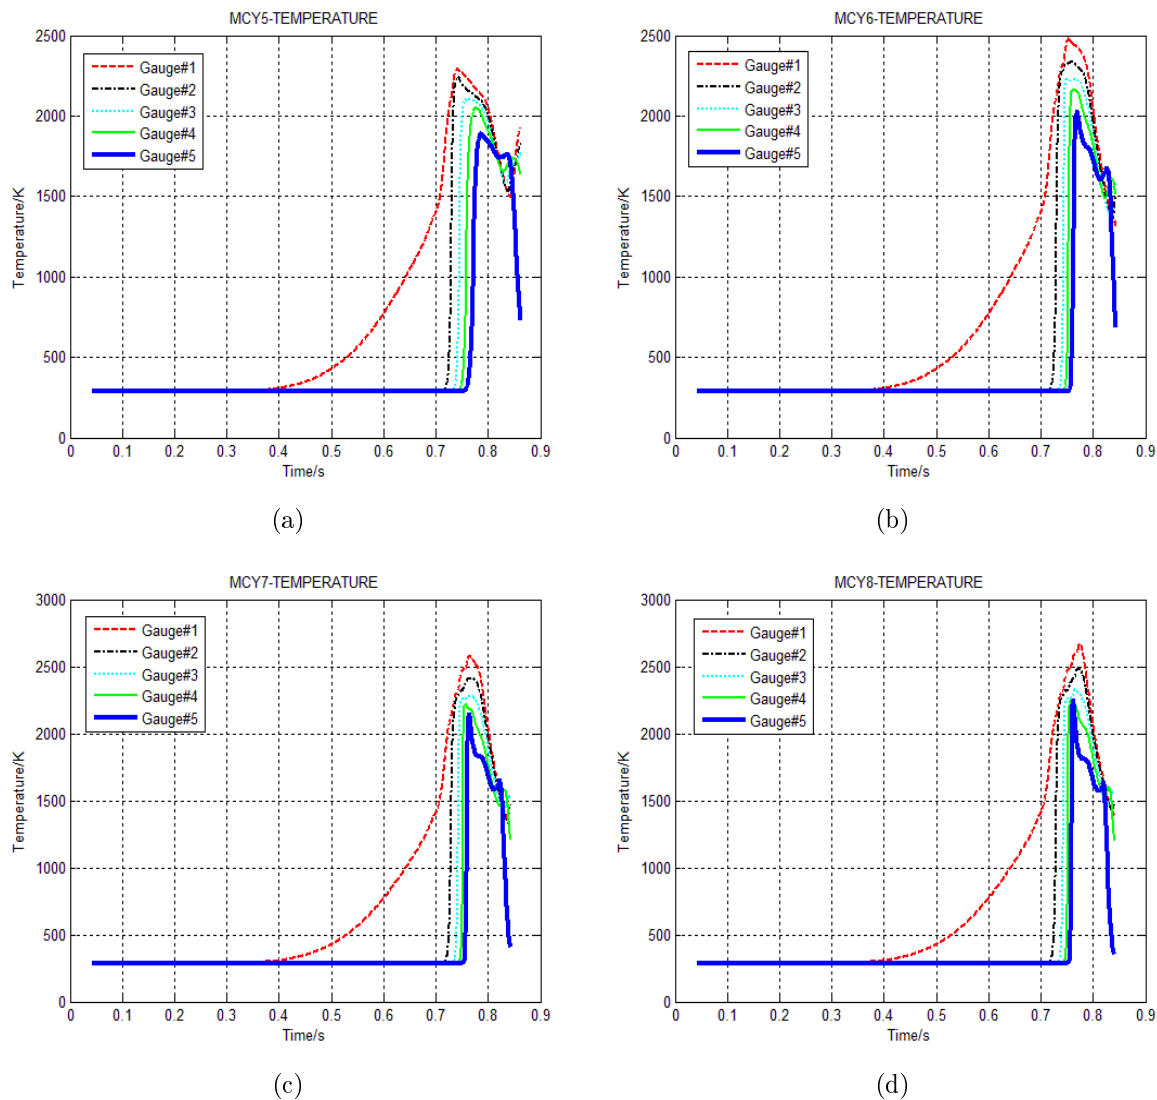 MCY5-TEMPERATURE
2500
2000
1500
1000
500
0
Temperature/K
Gauge#1
Gauge#2
Gauge#3
Gauge#4
Gauge#5
0 0.1 0.2 0.3 0.4 0.5 0.6 0.7 0.8 0.9
Time/s
(a)
MCY6-TEMPERATURE
2500
2000
1500
1000
500
0
Temperature/K
Gauge#1
Gauge#2
Gauge#3
Gauge#4
Gauge#5
0 0.1 0.2 0.3 0.4 0.5 0.6 0.7 0.8 0.9
Time/s
(b)
MCY7-TEMPERATURE
3000
2500
2000
1500
1000
500
0
Temperature/K
Gauge#1
Gauge#2
Gauge#3
Gauge#4
Gauge#5
0 0.1 0.2 0.3 0.4 0.5 0.6 0.7 0.8 0.9
Time/s
(c)
MCY8-TEMPERATURE
3000
2500
2000
1500
1000
500
0
Temperature/K
Gauge#1
Gauge#2
Gauge#3
Gauge#4
Gauge#5
0 0.1 0.2 0.3 0.4 0.5 0.6 0.7 0.8 0.9
Time/s
(d)